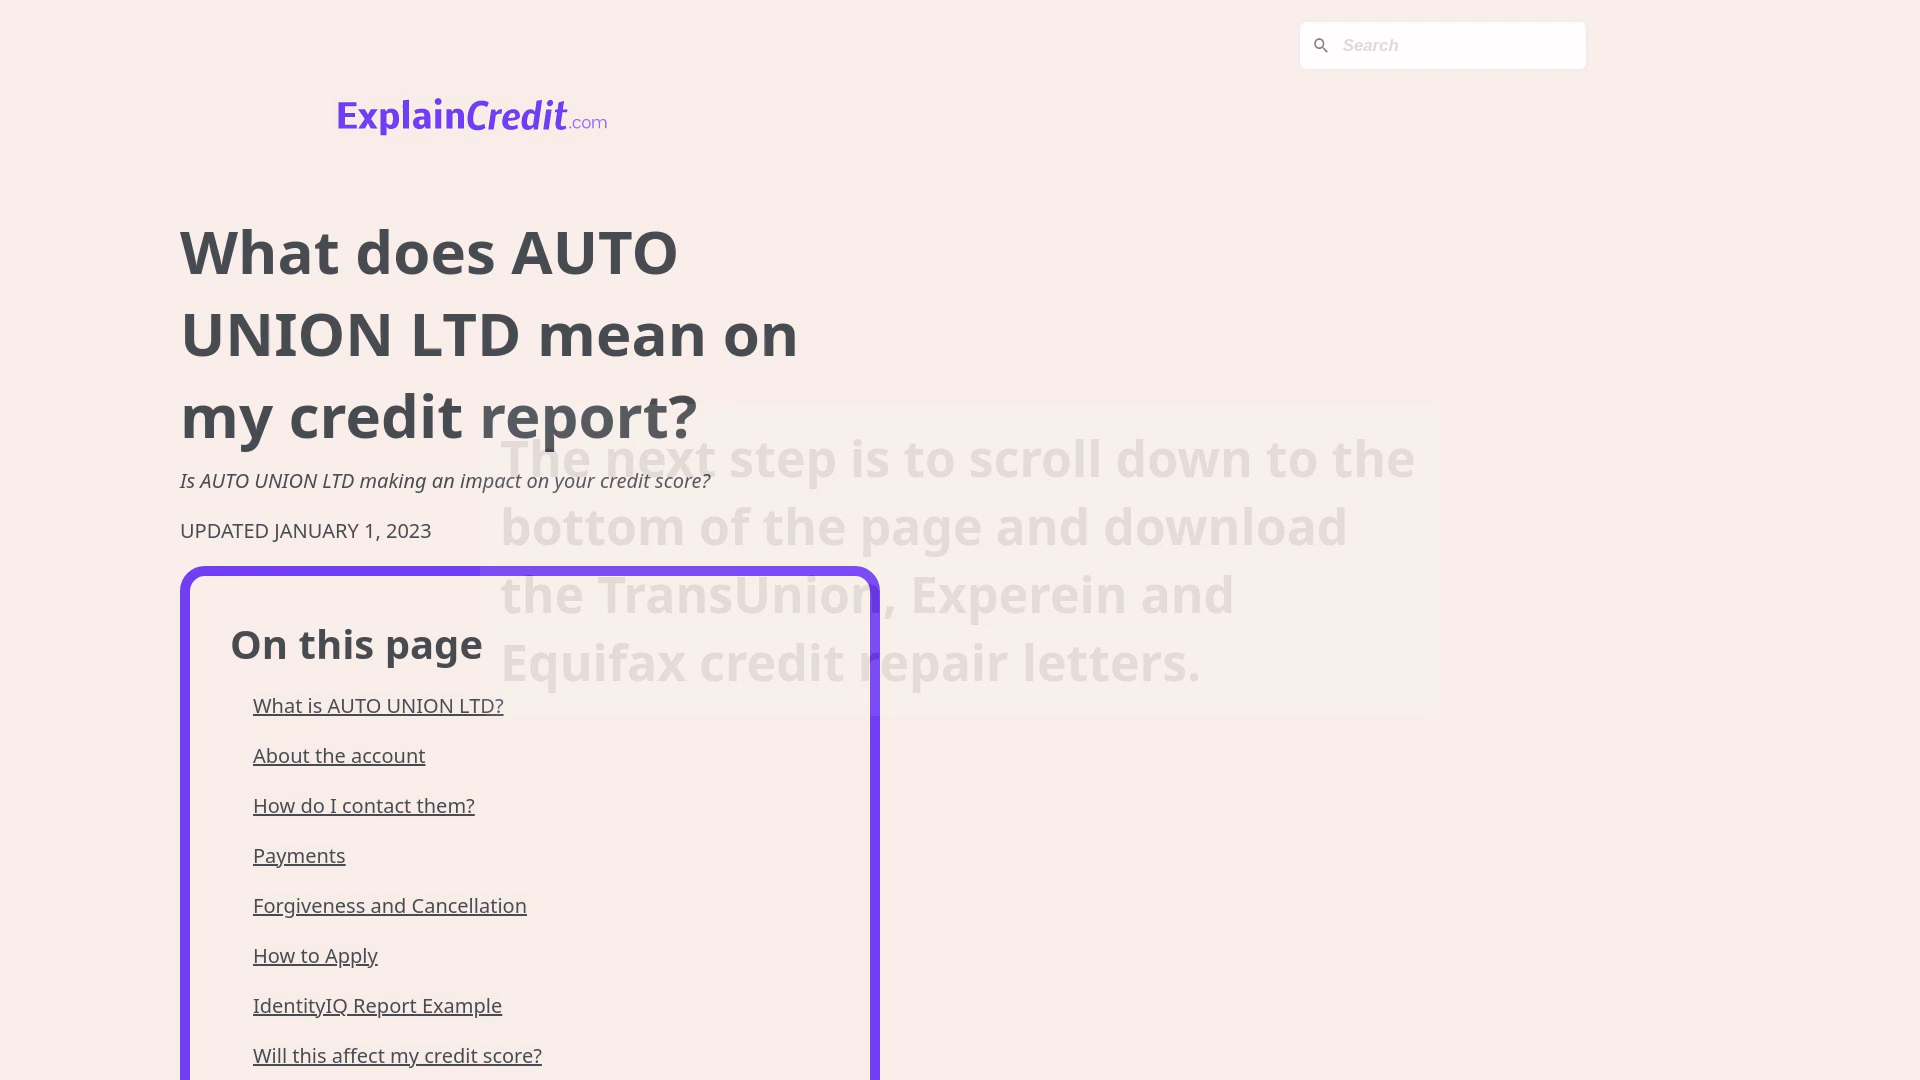 Search
ExplainCredit.com
What does AUTO
UNION LTD mean on
my credit report?
The next step is to scroll down to the
bottom of the page and download
the TransUnion, Experein and
Equifax credit repair letters.
Is AUTO UNION LTD making an impact on your credit score?
UPDATED JANUARY 1, 2023
On this page
What is AUTO UNION LTD?
About the account
How do I contact them?
Payments
Forgiveness and Cancellation
How to Apply
IdentityIQ Report Example
Will this affect my credit score?